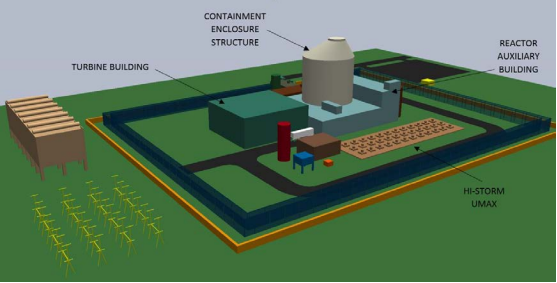 CONTAINMENT
ENCLOSURE
STRUCTURE
TURBINE BUILDING
REACTOR
AUXILIARY
BUILDING
HI-STORM
UMAX